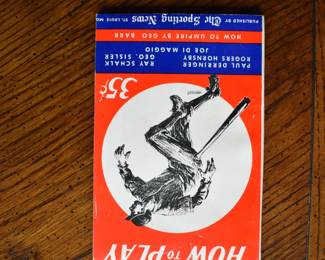 HOW TO PLAY
35¢
PAUL DERRINGER RAY SCHALK
ROGERS HORNSBY GEO. SISLER
JOE DI MAGGIO
HOW TO UMPIRE BY GEO. BARR
PUBLISHED BY The Sporting News ST. LOUIS MO